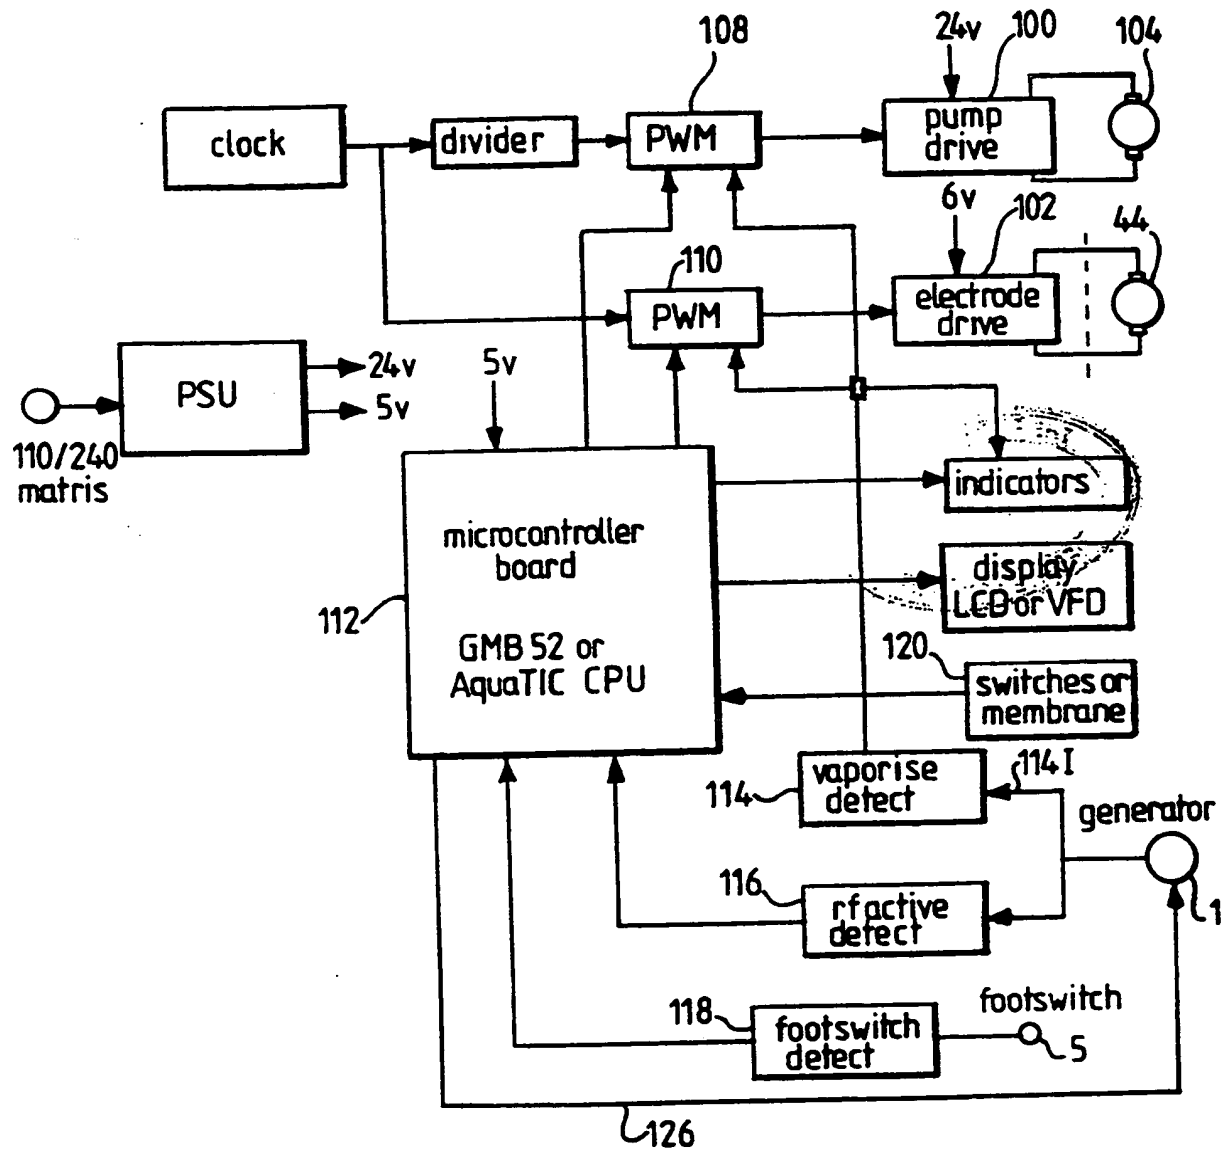 108
24v
100
104
clock
divider
PWM
pump
drive
6v
102
44
110
PWM
electrode
drive
PSU
24v
5v
5v
110/240
matris
indicators
microcontroller
board
display
LCD or VFD
112
GMB 52 or
AquaTIC CPU
120
switches or
membrane
114
vaporise
detect
114I
generator
1
116
rf active
detect
118
footswitch
detect
footswitch
5
126